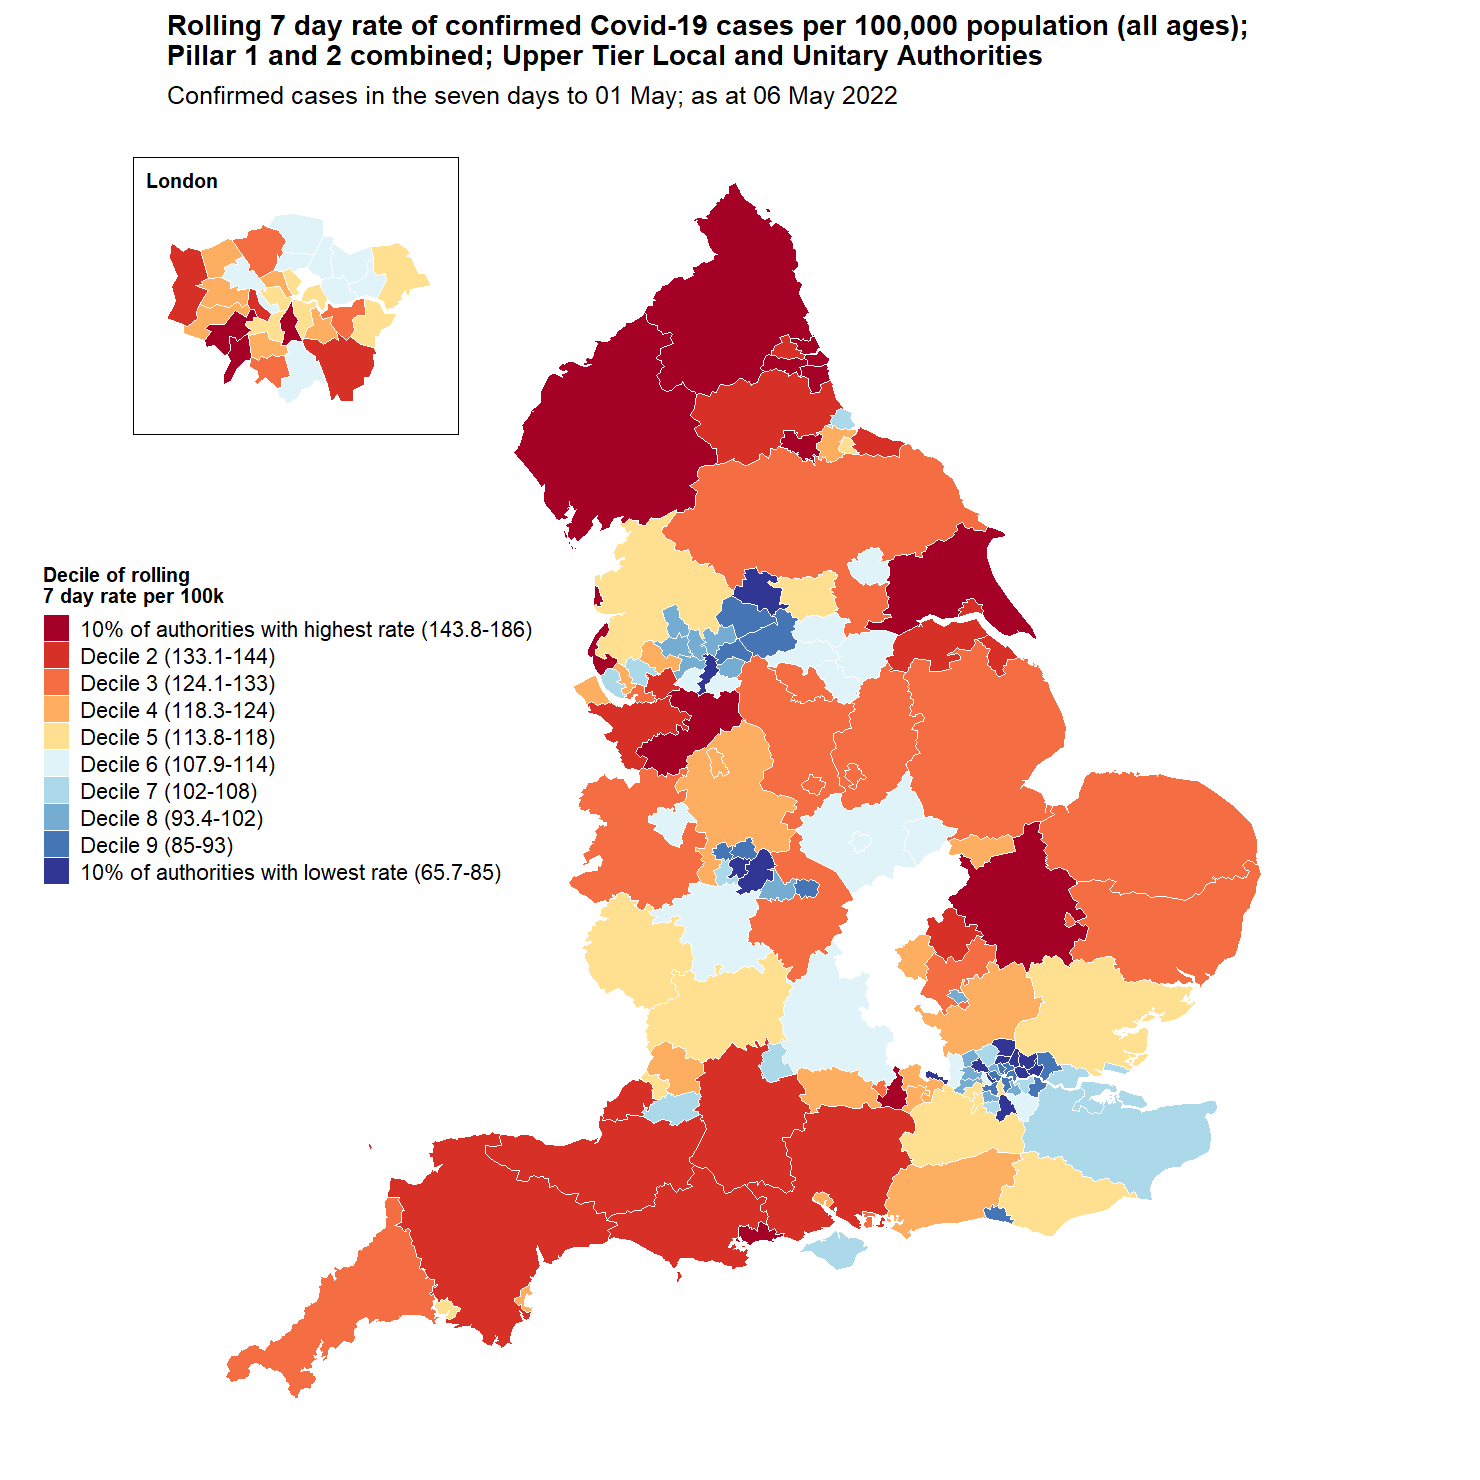 Rolling 7 day rate of confirmed Covid-19 cases per 100,000 population (all ages);
Pillar 1 and 2 combined; Upper Tier Local and Unitary Authorities
Confirmed cases in the seven days to 01 May; as at 06 May 2022
London
Decile of rolling
7 day rate per 100k
10% of authorities with highest rate (143.8-186)
Decile 2 (133.1-144)
Decile 3 (124.1-133)
Decile 4 (118.3-124)
Decile 5 (113.8-118)
Decile 6 (107.9-114)
Decile 7 (102-108)
Decile 8 (93.4-102)
Decile 9 (85-93)
10% of authorities with lowest rate (65.7-85)